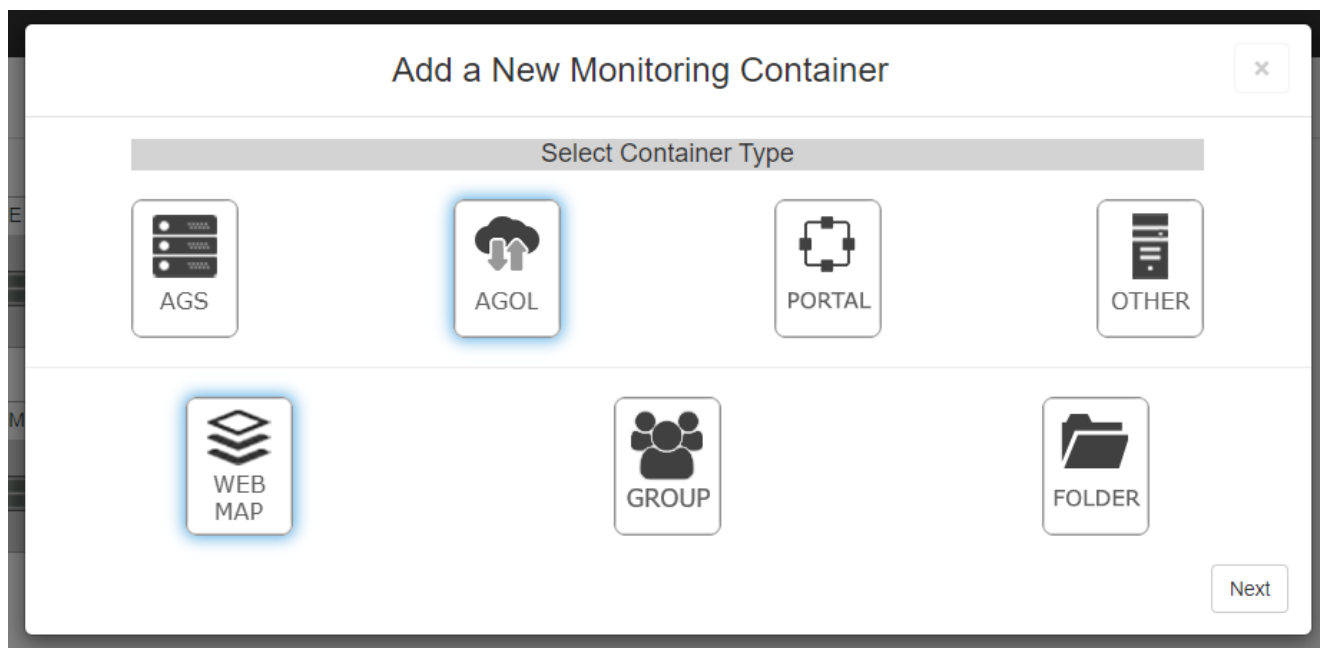 Add a New Monitoring Container
×
Select Container Type
E
AGS
AGOL
PORTAL
OTHER
M
WEB
MAP
GROUP
FOLDER
Next